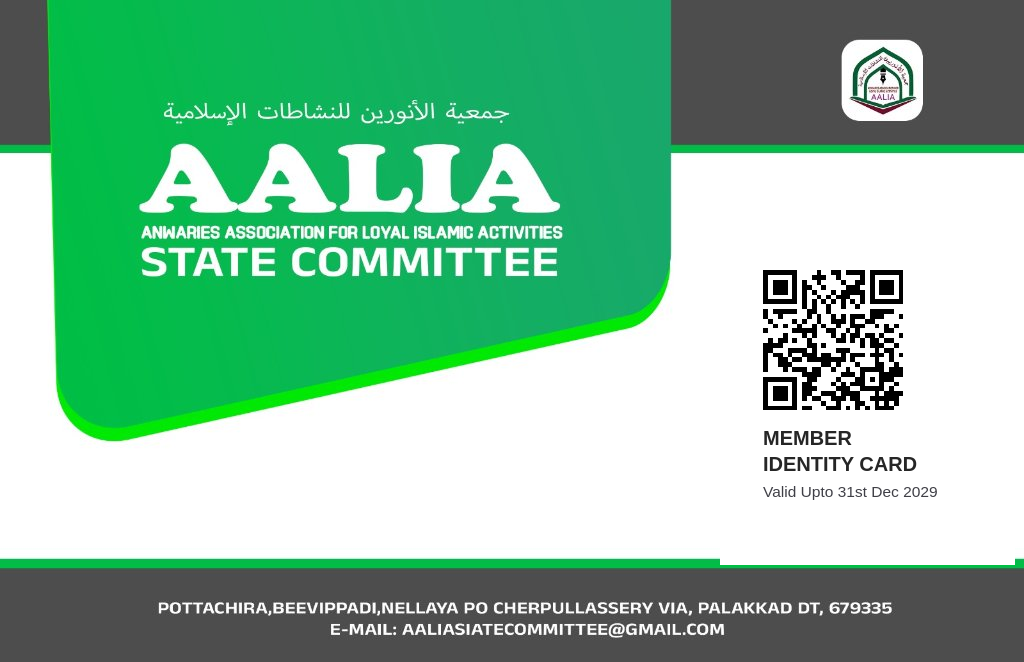 جمعية الأنورين للنشاطات الإسلامية
AALIA
ANWARIES ASSOCIATION FOR LOYAL ISLAMIC ACTIVITIES
STATE COMMITTEE
AALIA
MEMBER
IDENTITY CARD
Valid Upto 31st Dec 2029
POTTACHIRA,BEEVIPPADI,NELLAYA PO CHERPULLASSERY VIA, PALAKKAD DT, 679335
E-MAIL: AALIASIATECOMMITTEE@GMAIL.COM